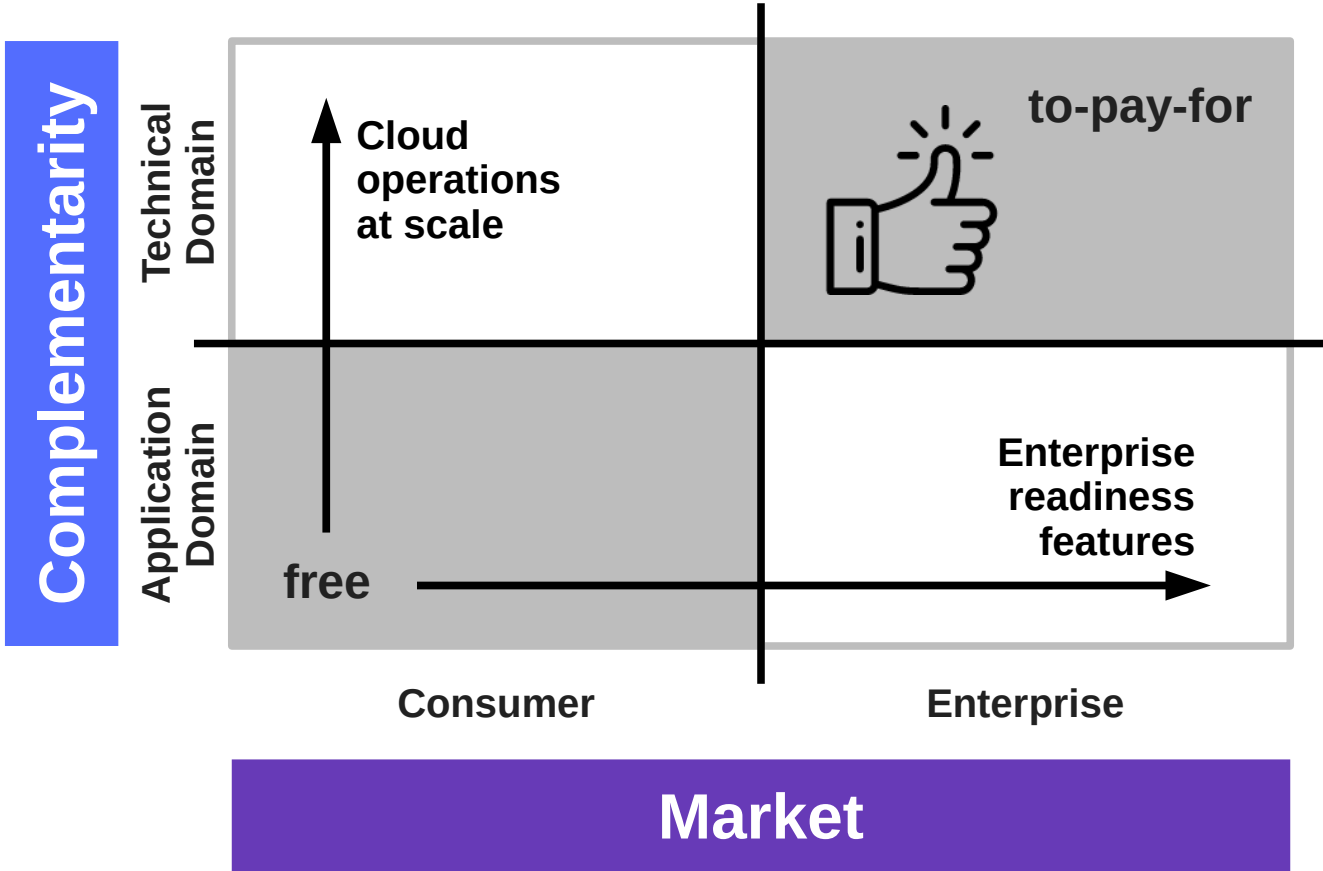 Complementarity
Technical
Domain
Application
Domain
Cloud
operations
at scale
to-pay-for
free
Enterprise
readiness
features
Consumer
Enterprise
Market